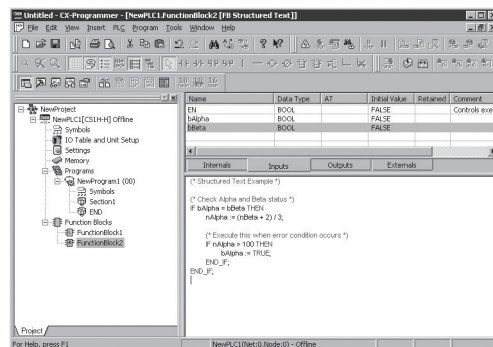 Untitled - CX-Programmer - [NewPLC1.FunctionBlock2 [FB Structured Text]]
File Edit View Insert PLC Program Tools Window Help
NewProject
NewPLC1[CS1H-H] Offline
Symbols
IO Table and Unit Setup
Settings
Memory
Programs
NewProgram1 (00)
Symbols
Section1
END
Function Blocks
FunctionBlock1
FunctionBlock2
Project
Name Data Type AT Initial Value Retained Comment
EN BOOL FALSE Controls exe
bAlpha BOOL FALSE
bBeta BOOL FALSE
Internals Inputs Outputs Externals
(* Structured Text Example *)
(* Check Alpha and Beta status *)
IF bAlpha = bBeta THEN
nAlpha := (nBeta + 2) / 3;
(* Execute this when error condition occurs *)
IF nAlpha > 100 THEN
bAlpha := TRUE;
END_IF;
END_IF;
For Help, press F1
NewPLC1(Net:0,Node:0) - Offline